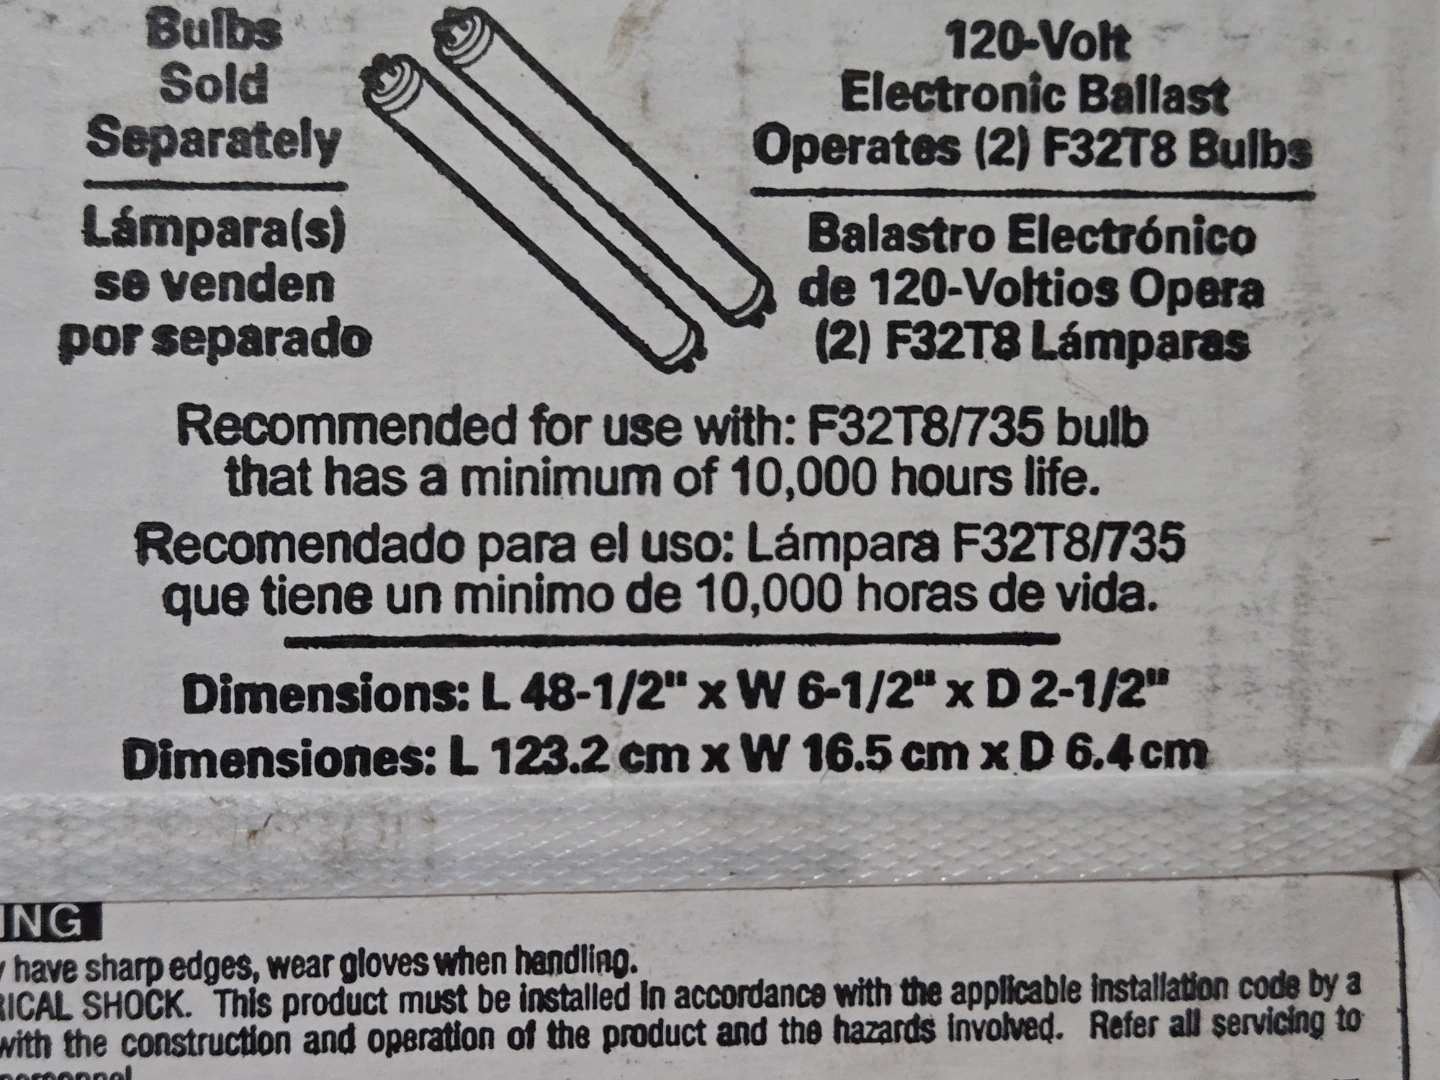 Bulbs
Sold
Separately
Lámpara(s)
se venden
por separado
120-Volt
Electronic Ballast
Operates (2) F32T8 Bulbs
Balastro Electrónico
de 120-Voltios Opera
(2) F32T8 Lámparas
Recommended for use with: F32T8/735 bulb
that has a minimum of 10,000 hours life.
Recomendado para el uso: Lámpara F32T8/735
que tiene un minimo de 10,000 horas de vida.
Dimensions: L 48-1/2" x W 6-1/2" x D 2-1/2"
Dimensiones: L 123.2 cm x W 16.5 cm x D 6.4 cm
ING
have sharp edges, wear gloves when handling.
RICAL SHOCK. This product must be installed in accordance with the applicable installation code by a
with the construction and operation of the product and the hazards involved. Refer all servicing to